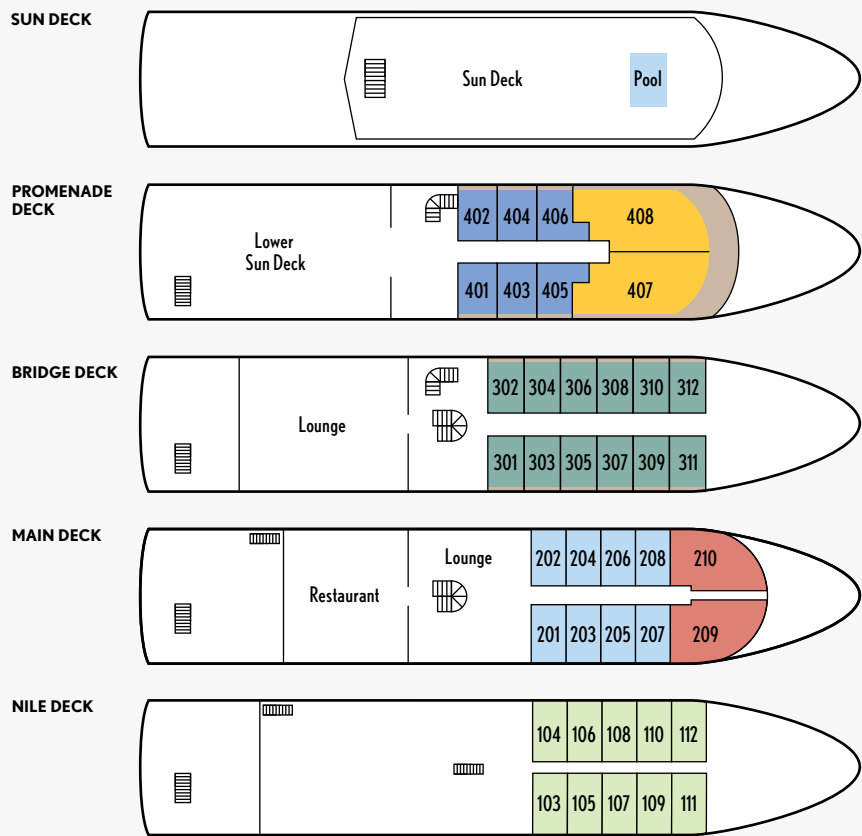 SUN DECK
Sun Deck
Pool
PROMENADE
DECK
Lower
Sun Deck
402 404 406 408
401 403 405 407
BRIDGE DECK
Lounge
302 304 306 308 310 312
301 303 305 307 309 311
MAIN DECK
Restaurant
Lounge
202 204 206 208 210
201 203 205 207 209
NILE DECK
104 106 108 110 112
103 105 107 109 111